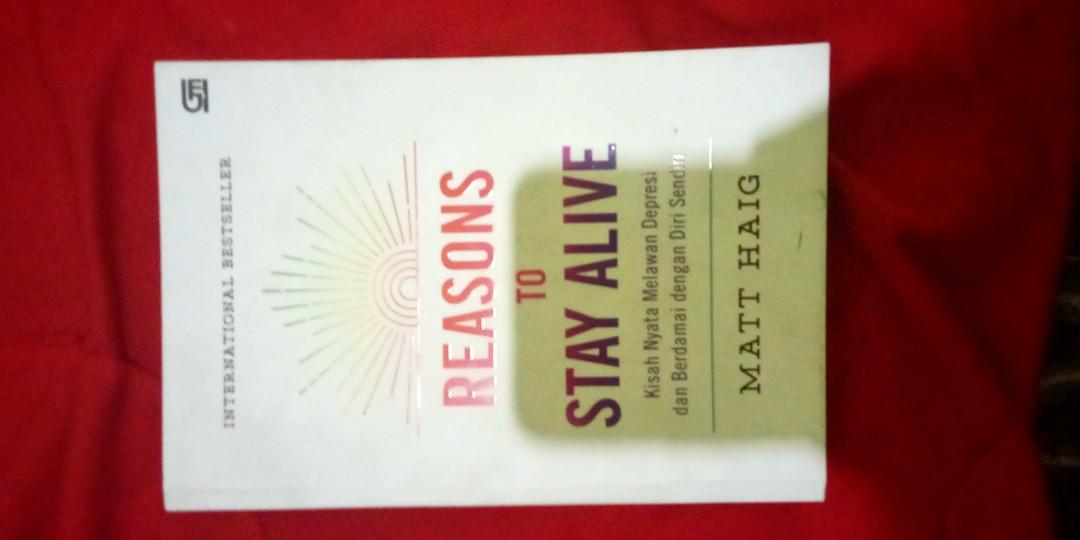 INTERNATIONAL BESTSELLER
REASONS
TO
STAY ALIVE
Kisah Nyata Melawan Depresi
dan Berdamai dengan Diri Sendiri
MATT HAIG